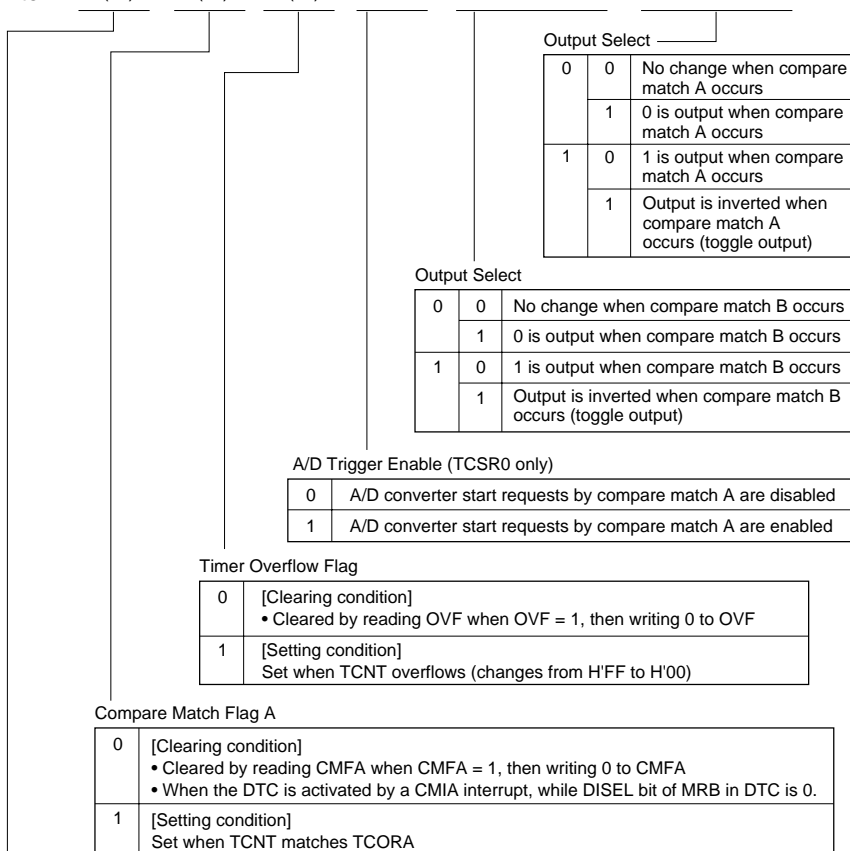 Output Select
0 0 No change when compare
match A occurs
1 0 is output when compare
match A occurs
1 0 1 is output when compare
match A occurs
1 Output is inverted when
compare match A
occurs (toggle output)
Output Select
0 0 No change when compare match B occurs
1 0 is output when compare match B occurs
1 0 1 is output when compare match B occurs
1 Output is inverted when compare match B
occurs (toggle output)
A/D Trigger Enable (TCSR0 only)
0 A/D converter start requests by compare match A are disabled
1 A/D converter start requests by compare match A are enabled
Timer Overflow Flag
0 [Clearing condition]
• Cleared by reading OVF when OVF = 1, then writing 0 to OVF
1 [Setting condition]
Set when TCNT overflows (changes from H'FF to H'00)
Compare Match Flag A
0 [Clearing condition]
• Cleared by reading CMFA when CMFA = 1, then writing 0 to CMFA
• When the DTC is activated by a CMIA interrupt, while DISEL bit of MRB in DTC is 0.
1 [Setting condition]
Set when TCNT matches TCORA